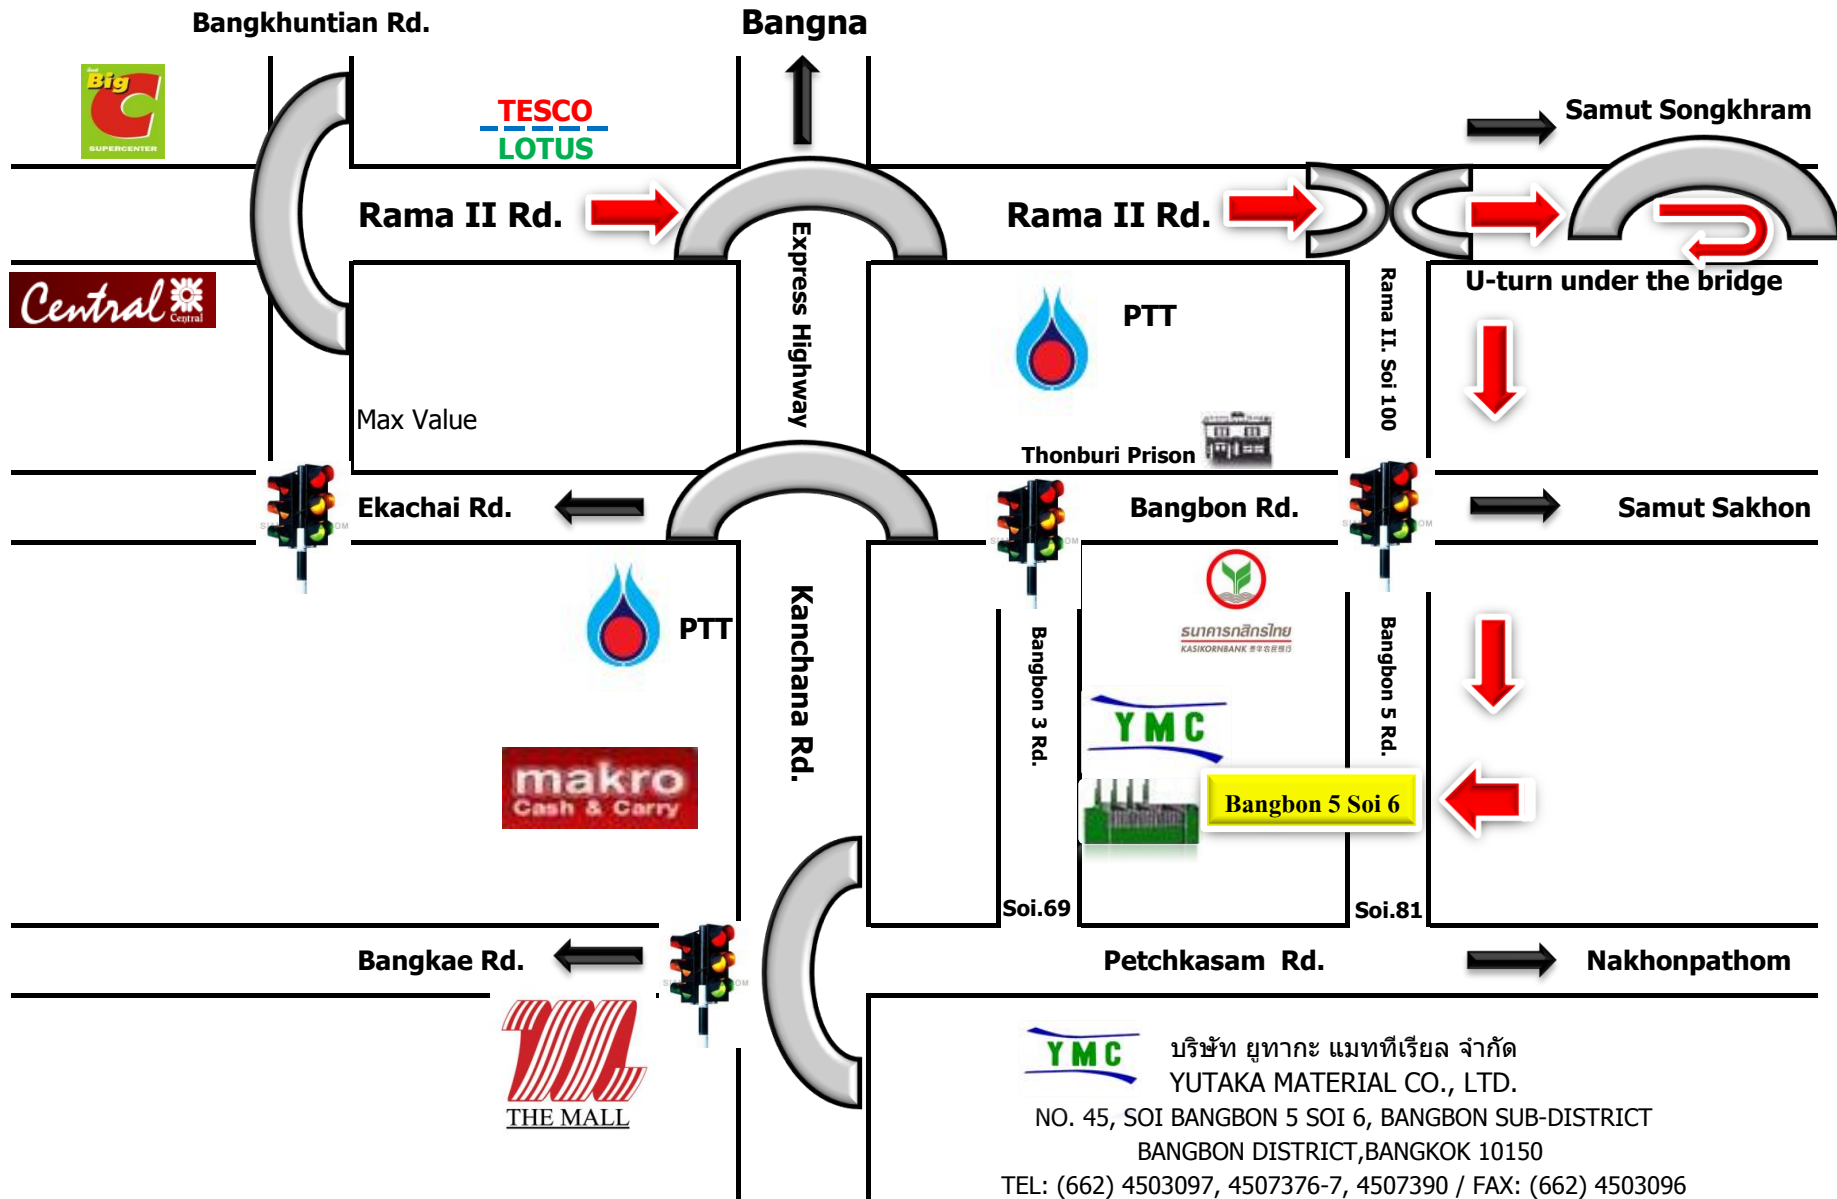 Bangkhuntian Rd.
Bangna
Big
C
SUPERCENTER
TESCO
LOTUS
Samut Songkhram
Rama II Rd.
Rama II Rd.
Central
Central
Express Highway
PTT
Rama II. Soi 100
U-turn under the bridge
Max Value
Thonburi Prison
Ekachai Rd.
Bangbon Rd.
Samut Sakhon
PTT
Kanchana Rd.
Bangbon 3 Rd.
ธนาคารกสิกรไทย
KASIKORNBANK 泰华农民银行
Bangbon 5 Rd.
YMC
makro
Cash & Carry
Bangbon 5 Soi 6
Soi.69
Soi.81
Bangkae Rd.
Petchkasam Rd.
Nakhonpathom
THE MALL
YMC
บริษัท ยูทากะ แมททีเรียล จำกัด
YUTAKA MATERIAL CO., LTD.
NO. 45, SOI BANGBON 5 SOI 6, BANGBON SUB-DISTRICT
BANGBON DISTRICT,BANGKOK 10150
TEL: (662) 4503097, 4507376-7, 4507390 / FAX: (662) 4503096